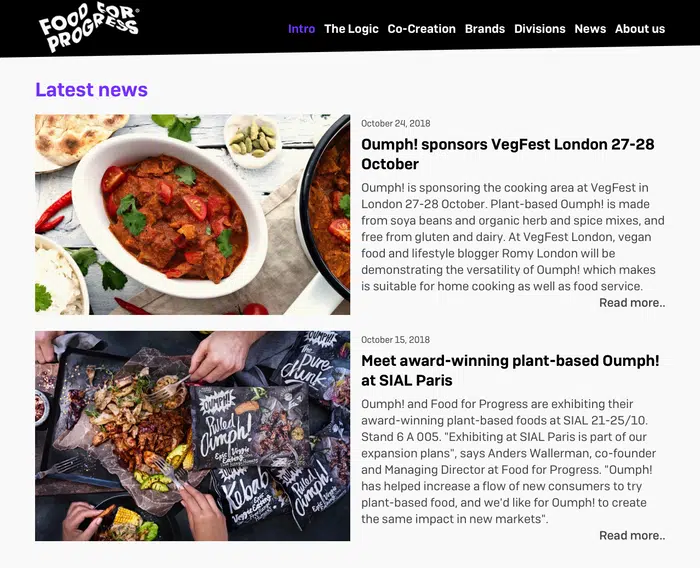 FOOD FOR
PROGRESS
Intro The Logic Co-Creation Brands Divisions News About us
Latest news
October 24, 2018
Oumph! sponsors VegFest London 27-28
October
Oumph! is sponsoring the cooking area at VegFest in
London 27-28 October. Plant-based Oumph! is made
from soya beans and organic herb and spice mixes, and
free from gluten and dairy. At VegFest London, vegan
food and lifestyle blogger Romy London will be
demonstrating the versatility of Oumph! which makes
is suitable for home cooking as well as food service.
Read more..
October 15, 2018
Meet award-winning plant-based Oumph!
at SIAL Paris
Oumph! and Food for Progress are exhibiting their
award-winning plant-based foods at SIAL 21-25/10.
Stand 6 A 005. "Exhibiting at SIAL Paris is part of our
expansion plans", says Anders Wallerman, co-founder
and Managing Director at Food for Progress. "Oumph!
has helped increase a flow of new consumers to try
plant-based food, and we'd like for Oumph! to create
the same impact in new markets".
Read more..
OUMPH!
The
Pure
chunk
OUMPH!
Pulled
Oumph!
Epic
Veggie Eating
Kebab
Epic
Veggie Eating
Pulled
Oumph!